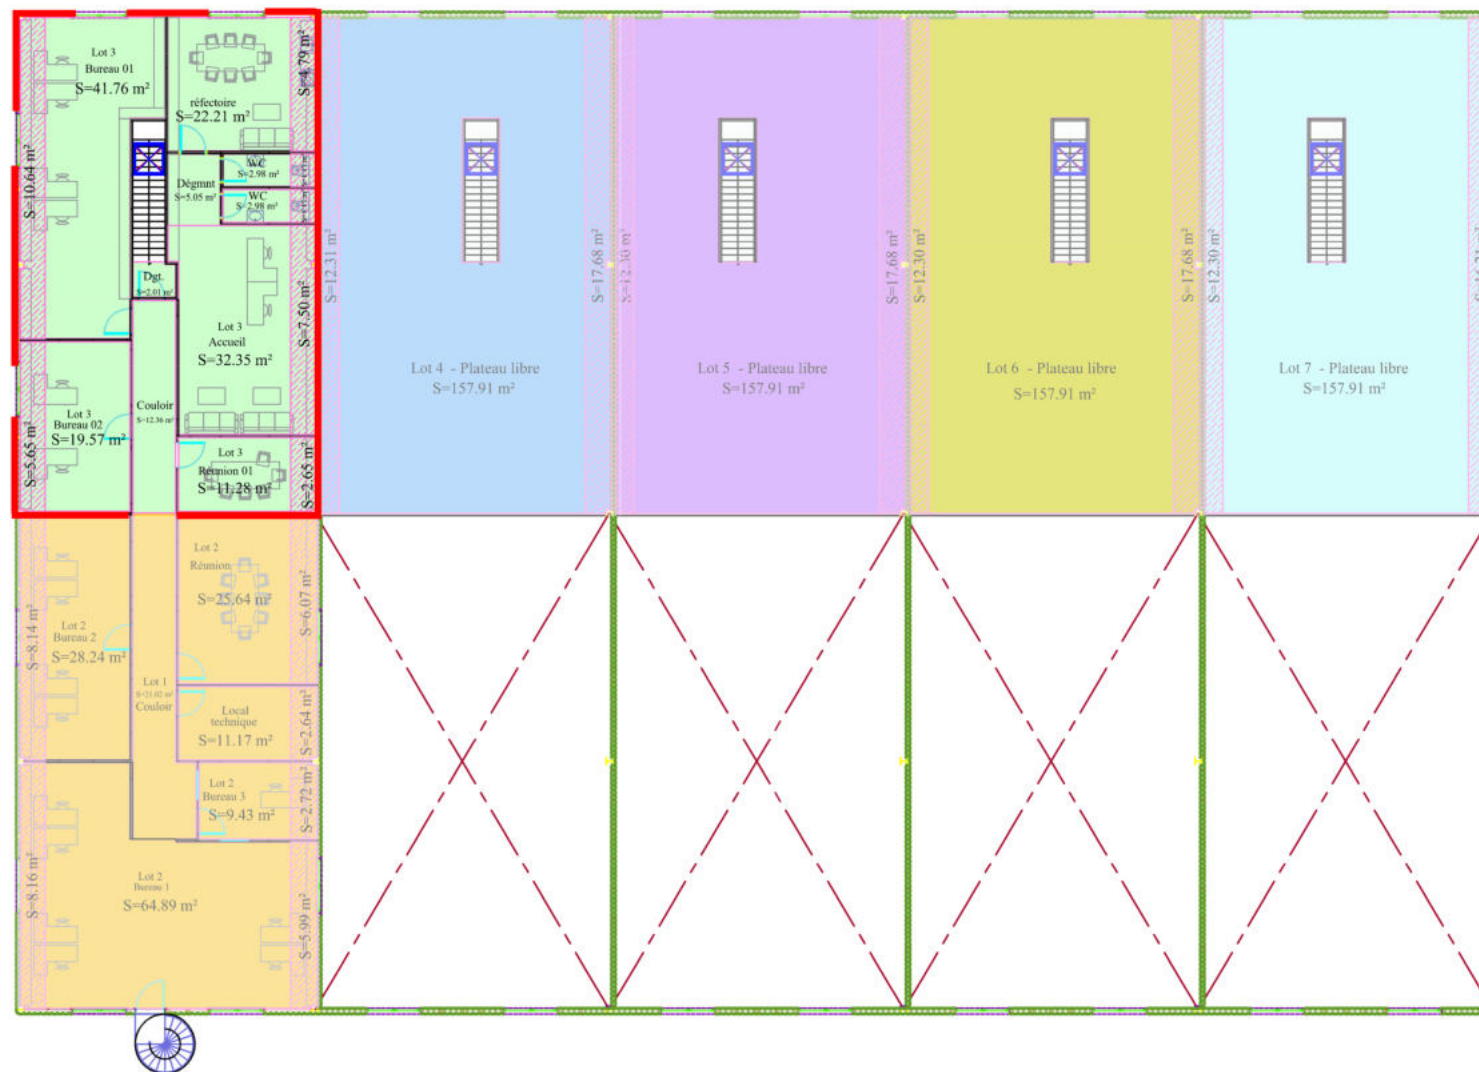 Lot 3
Bureau 01
S=41.76 m²
réfectoire
S=22.21 m²
S=4.79 m²
S=10.64 m²
WC
S=2.98 m²
Dégmnt
S=5.05 m²
WC
S=2.98 m²
Dgt.
S=2.01 m²
Lot 3
Accueil
S=32.35 m²
S=7.50 m²
Couloir
S=12.36 m²
Lot 3
Bureau 02
S=19.57 m²
S=5.65 m²
Lot 3
Réunion 01
S=11.28 m²
S=2.65 m²
S=12.31 m²
Lot 4 - Plateau libre
S=157.91 m²
S=17.68 m²
S=12.30 m²
Lot 5 - Plateau libre
S=157.91 m²
S=17.68 m²
S=12.30 m²
Lot 6 - Plateau libre
S=157.91 m²
S=17.68 m²
S=12.30 m²
Lot 7 - Plateau libre
S=157.91 m²
Lot 2
Réunion
S=25.64 m²
S=6.07 m²
S=8.14 m²
Lot 2
Bureau 2
S=28.24 m²
Lot 1
S=21.02 m²
Couloir
Local
technique
S=11.17 m²
S=2.64 m²
Lot 2
Bureau 3
S=9.43 m²
S=2.72 m²
S=8.16 m²
Lot 2
Bureau 1
S=64.89 m²
S=5.99 m²